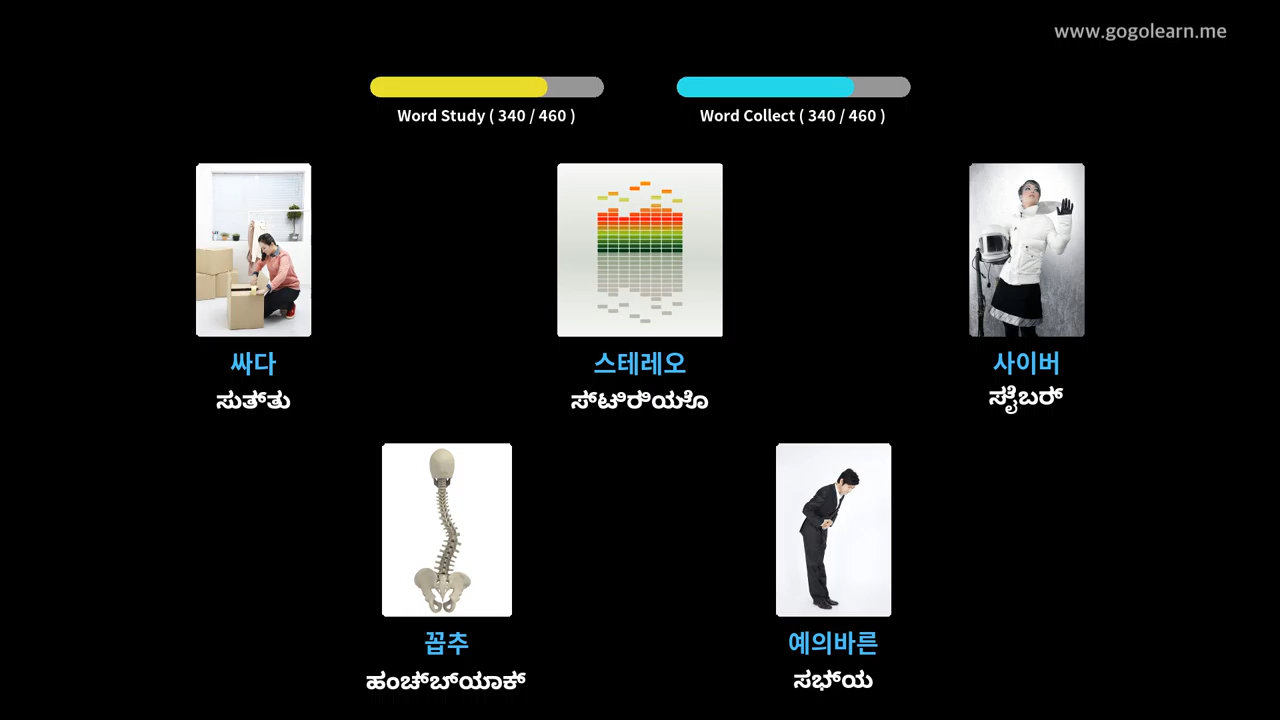 www.gogolearn.me
Word Study ( 340 / 460 )
Word Collect ( 340 / 460 )
싸다
스테레오
사이버
ಸುತ್ತು
ಸ್ಟಿರಿಯೊ
ಸೈಬರ್
꼽추
예의바른
ಹಂಚ್‌ಬ್ಯಾಕ್
ಸಭ್ಯ